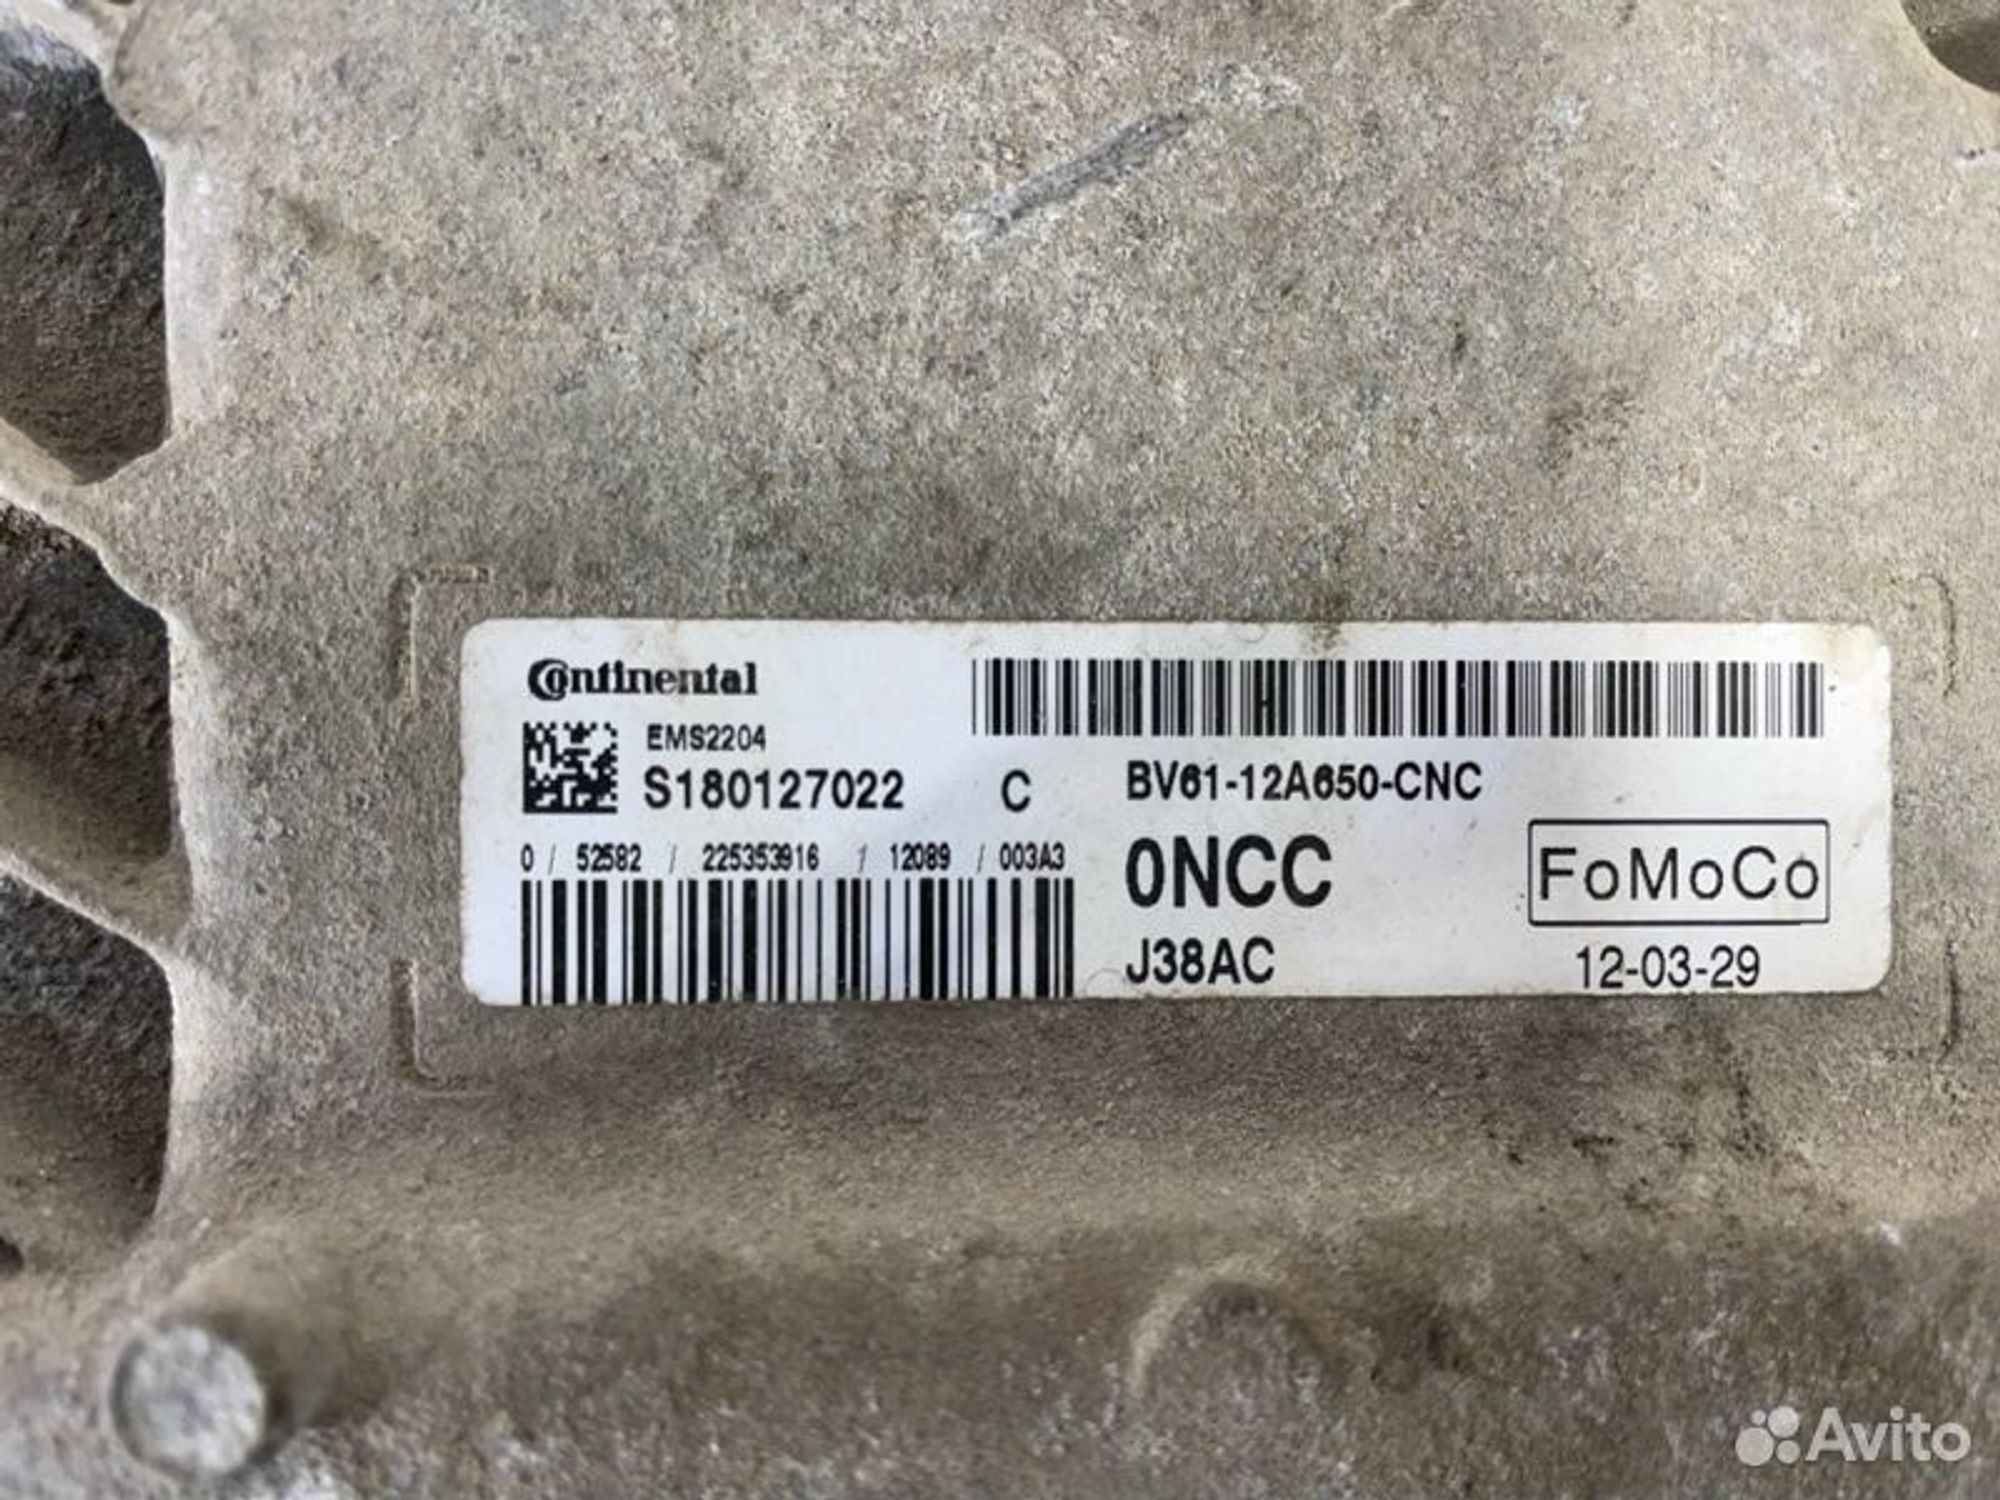 Continental
EMS2204
S180127022 C
0 / 52582 / 225353916 / 12089 / 003A3
BV61-12A650-CNC
0NCC
FoMoCo
J38AC
12-03-29
Avito